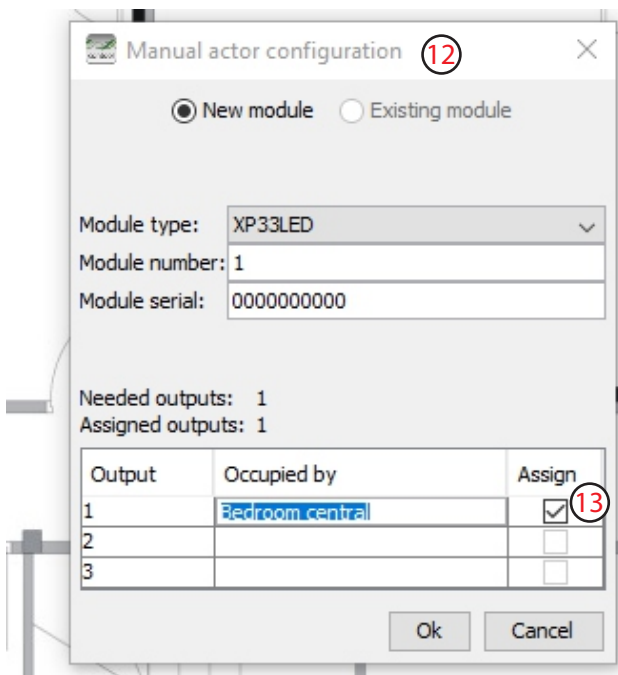 Manual actor configuration 12
New module Existing module
Module type: XP33LED
Module number: 1
Module serial: 0000000000
Needed outputs: 1
Assigned outputs: 1
Output Occupied by Assign
1 Bedroom central 13
2
3
Ok Cancel